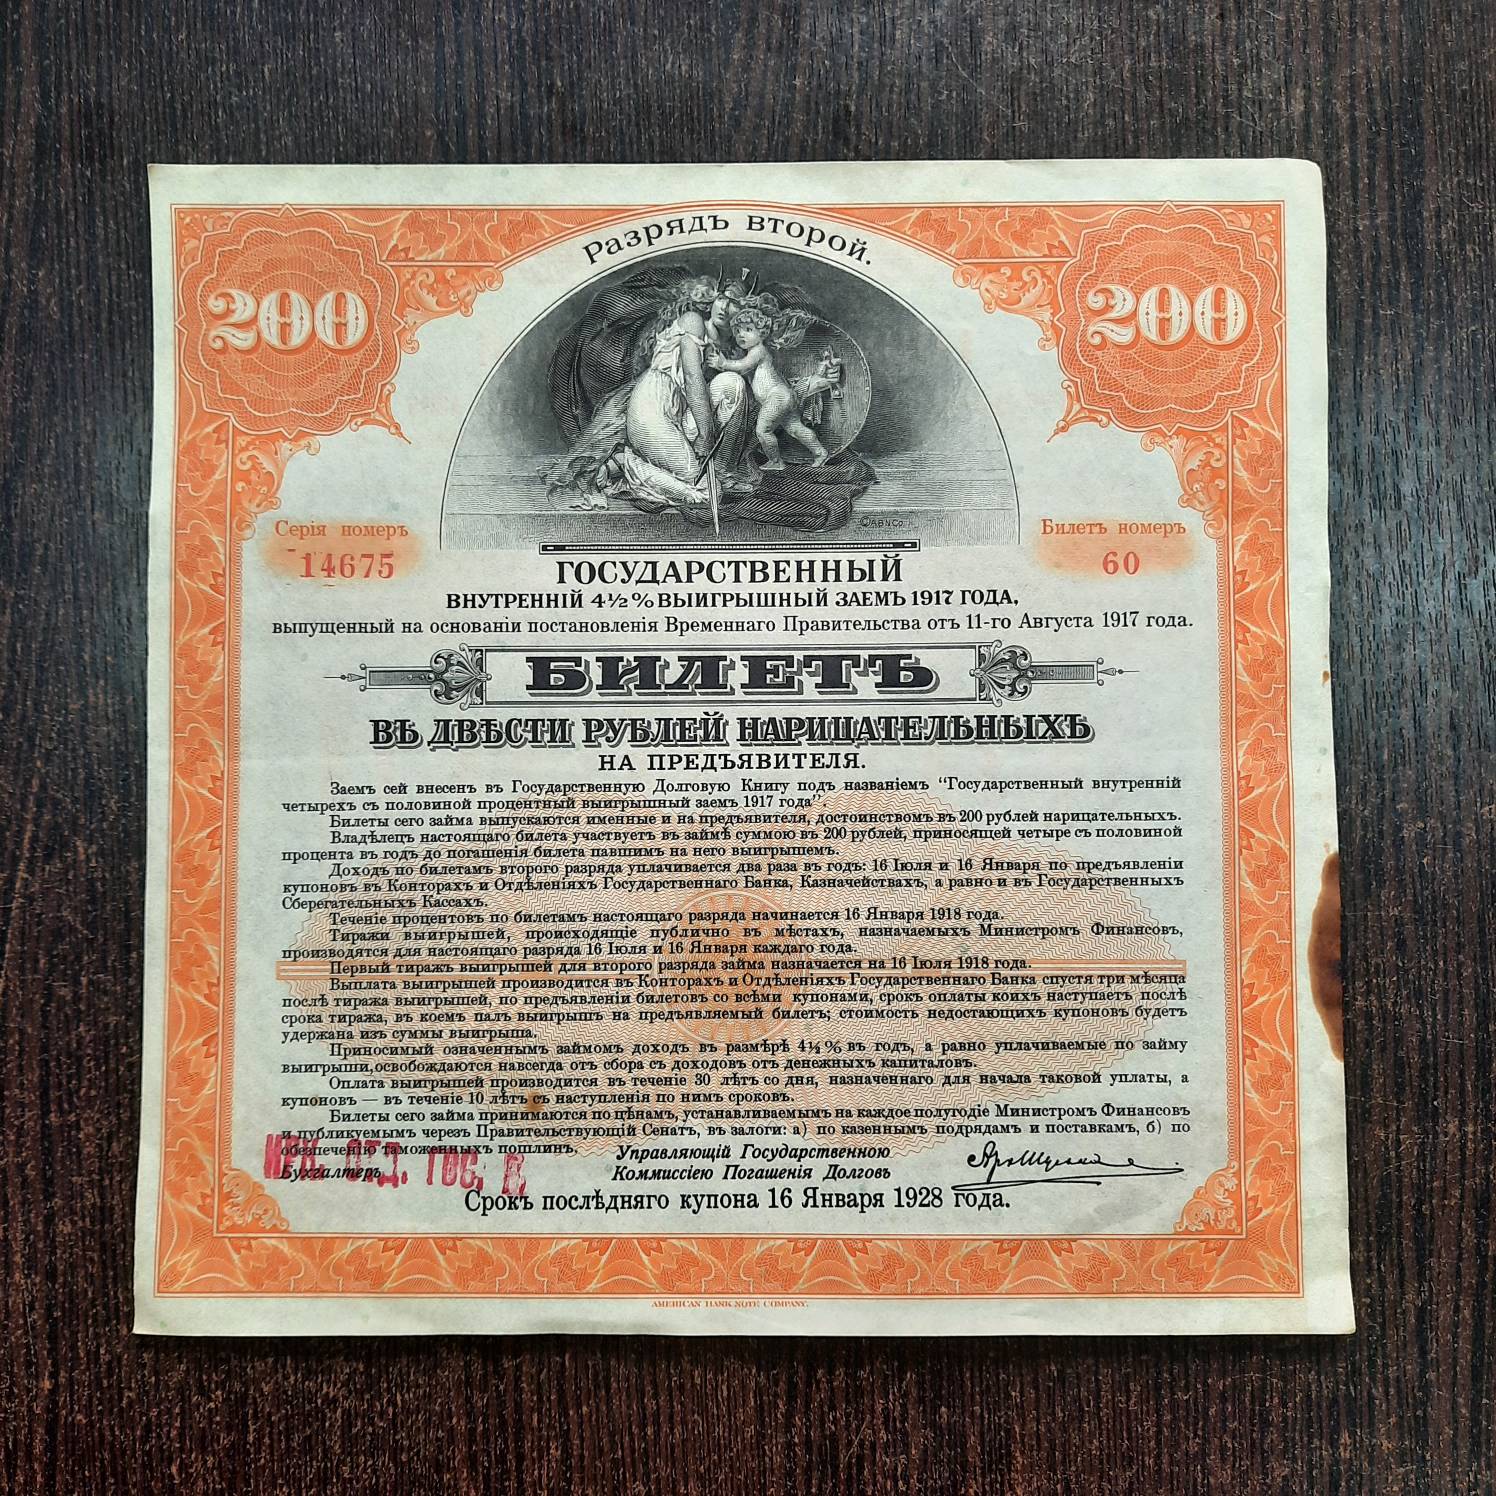 Разрядъ второй.
200
200
©ABNCo.
Серія номеръ
14675
Билетъ номеръ
60
ГОСУДАРСТВЕННЫЙ
ВНУТРЕННІЙ 4½% ВЫИГРЫШНЫЙ ЗАЕМЪ 1917 ГОДА,
выпущенный на основаніи постановленія Временнаго Правительства отъ 11-го Августа 1917 года.
БИЛЕТЪ
ВЪ ДВѢСТИ РУБЛЕЙ НАРИЦАТЕЛЬНЫХЪ
НА ПРЕДЪЯВИТЕЛЯ.
Заемъ сей внесенъ въ Государственную Долговую Книгу подъ названіемъ “Государственный внутренній
четырехъ съ половиной процентный выигрышный заемъ 1917 года”.
Билеты сего займа выпускаются именные и на предъявителя, достоинствомъ въ 200 рублей нарицательныхъ.
Владѣлецъ настоящаго билета участвуетъ въ займѣ суммою въ 200 рублей, приносящей четыре съ половиной
процента въ годъ до погашенія билета павшимъ на него выигрышемъ.
Доходъ по билетамъ второго разряда уплачивается два раза въ годъ: 16 Іюля и 16 Января по предъявленіи
купоновъ въ Конторахъ и Отдѣленіяхъ Государственнаго Банка, Казначействахъ, а равно и въ Государственныхъ
Сберегательныхъ Кассахъ.
Теченіе процентовъ по билетамъ настоящаго разряда начинается 16 Января 1918 года.
Тиражи выигрышей, происходящіе публично въ мѣстахъ, назначаемыхъ Министромъ Финансовъ,
производятся для настоящаго разряда 16 Іюля и 16 Января каждаго года.
Первый тиражъ выигрышей для второго разряда займа назначается на 16 Іюля 1918 года.
Выплата выигрышей производится въ Конторахъ и Отдѣленіяхъ Государственнаго Банка спустя три мѣсяца
послѣ тиража выигрышей, по предъявленіи билетовъ со всѣми купонами, срокъ оплаты коихъ наступаетъ послѣ
срока тиража, въ коемъ палъ выигрышъ на предъявляемый билетъ; стоимость недостающихъ купоновъ будетъ
удержана изъ суммы выигрыша.
Приносимый означеннымъ займомъ доходъ въ размѣрѣ 4½% въ годъ, а равно уплачиваемые по займу
выигрыши, освобождаются навсегда отъ сбора съ доходовъ отъ денежныхъ капиталовъ.
Оплата выигрышей производится въ теченіе 30 лѣтъ со дня, назначеннаго для начала таковой уплаты, а
купоновъ — въ теченіе 10 лѣтъ съ наступленія по нимъ сроковъ.
Билеты сего займа принимаются по цѣнамъ, устанавливаемымъ на каждое полугодіе Министромъ Финансовъ
и публикуемымъ черезъ Правительствующій Сенатъ, въ залоги: а) по казеннымъ подрядамъ и поставкамъ, б) по
обезпеченію таможенныхъ пошлинъ.
Управляющій Государственною
Коммиссіею Погашенія Долговъ
Бухгалтеръ
ИРК. ОТД. ГОС. Б.
Срокъ послѣдняго купона 16 Января 1928 года.
AMERICAN BANK NOTE COMPANY.